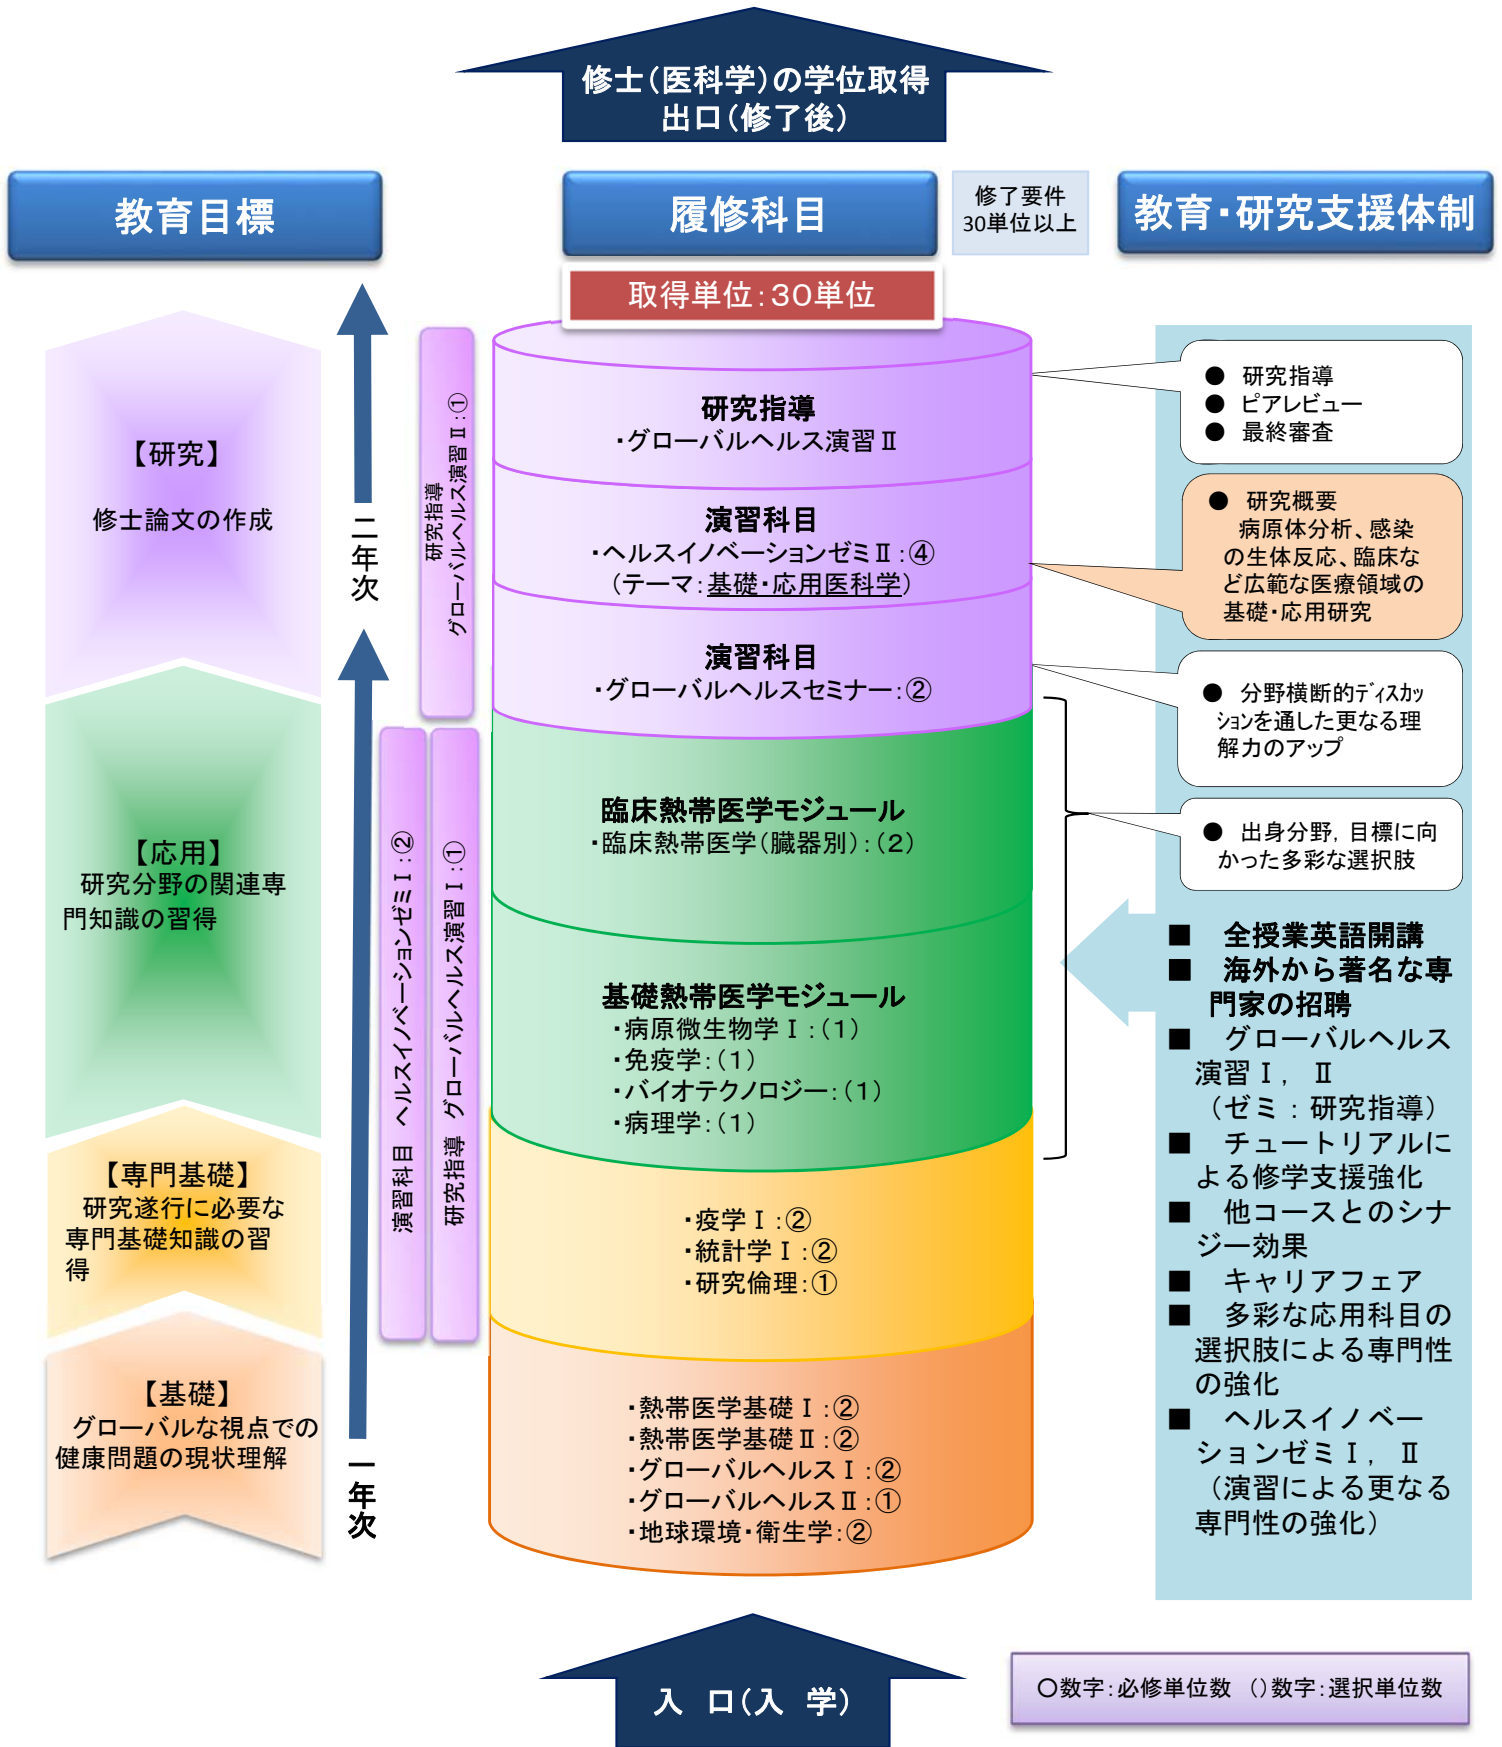 修士(医科学)の学位取得
出口(修了後)
教育目標
履修科目
修了要件
30単位以上
教育・研究支援体制
取得単位:30単位
【研究】
修士論文の作成
【応用】
研究分野の関連専
門知識の習得
【専門基礎】
研究遂行に必要な
専門基礎知識の習
得
【基礎】
グローバルな視点での
健康問題の現状理解
二年次
一年次
研究指導
グローバルヘルス演習Ⅱ:①
演習科目 ヘルスイノベーションゼミⅠ:②
研究指導 グローバルヘルス演習Ⅰ:①
研究指導
・グローバルヘルス演習Ⅱ
演習科目
・ヘルスイノベーションゼミⅡ:④
(テーマ:基礎・応用医科学)
演習科目
・グローバルヘルスセミナー:②
臨床熱帯医学モジュール
・臨床熱帯医学(臓器別):(2)
基礎熱帯医学モジュール
・病原微生物学Ⅰ:(1)
・免疫学:(1)
・バイオテクノロジー:(1)
・病理学:(1)
・疫学Ⅰ:②
・統計学Ⅰ:②
・研究倫理:①
・熱帯医学基礎Ⅰ:②
・熱帯医学基礎Ⅱ:②
・グローバルヘルスⅠ:②
・グローバルヘルスⅡ:①
・地球環境・衛生学:②
● 研究指導
● ピアレビュー
● 最終審査
● 研究概要
病原体分析、感染
の生体反応、臨床な
ど広範な医療領域の
基礎・応用研究
● 分野横断的ディスカッ
ションを通した更なる理
解力のアップ
● 出身分野,目標に向
かった多彩な選択肢
■ 全授業英語開講
■ 海外から著名な専
門家の招聘
■ グローバルヘルス
演習Ⅰ, Ⅱ
(ゼミ:研究指導)
■ チュートリアルに
よる修学支援強化
■ 他コースとのシナ
ジー効果
■ キャリアフェア
■ 多彩な応用科目の
選択肢による専門性
の強化
■ ヘルスイノベー
ションゼミⅠ, Ⅱ
(演習による更なる
専門性の強化)
入 口(入 学)
○数字:必修単位数 ()数字:選択単位数